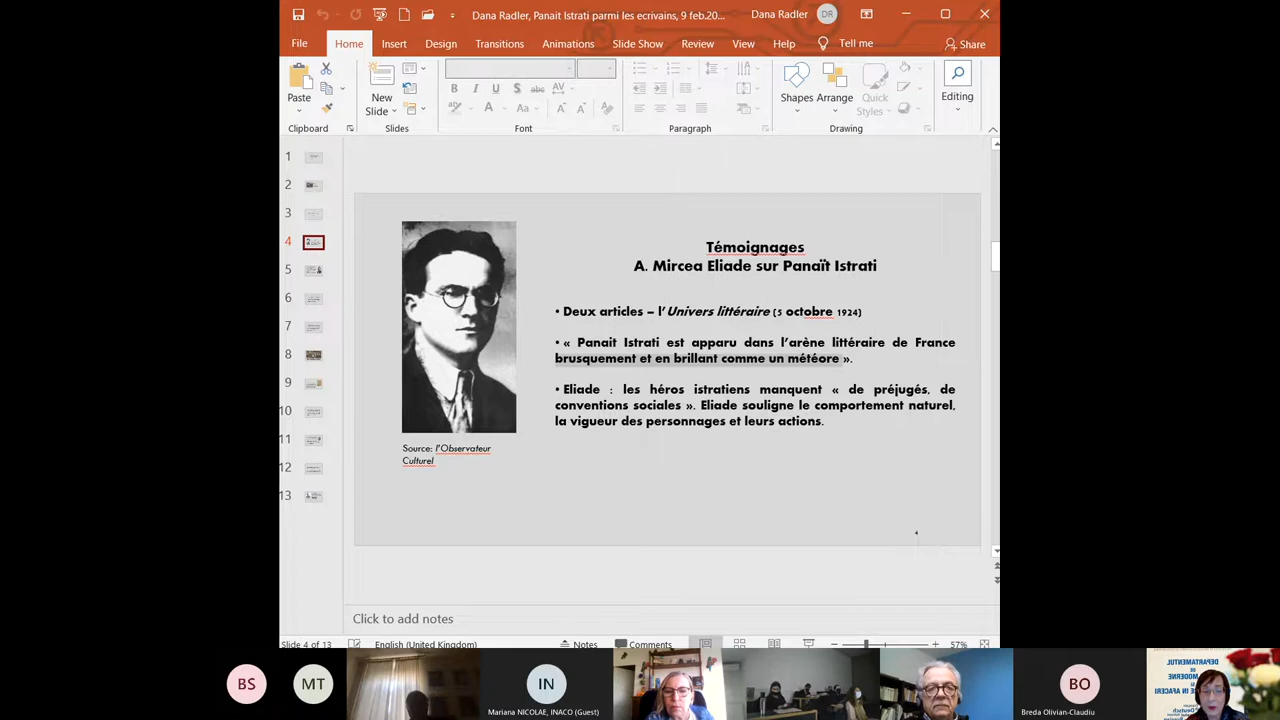 Dana Radler, Panait Istrati parmi les ecrivains, 9 feb.20...
Dana Radler
DR
File
Home
Insert
Design
Transitions
Animations
Slide Show
Review
View
Help
Tell me
Share
Paste
New
Slide
Shapes
Arrange
Quick
Styles
Editing
Clipboard
Slides
Font
Paragraph
Drawing
1
2
3
4
5
6
7
8
9
10
11
12
13
Témoignages
A. Mircea Eliade sur Panaït Istrati
• Deux articles – l'Univers littéraire (5 octobre 1924)
• « Panait Istrati est apparu dans l'arène littéraire de France
brusquement et en brillant comme un météore ».
• Eliade : les héros istratiens manquent « de préjugés, de
conventions sociales ». Eliade souligne le comportement naturel,
la vigueur des personnages et leurs actions.
Source: l'Observateur
Culturel
4
Click to add notes
Slide 4 of 13
English (United Kingdom)
Notes
Comments
57%
BS
MT
IN
Mariana NICOLAE, INACO (Guest)
BO
Breda Olivian-Claudiu
DEPARTAMENTUL
DE